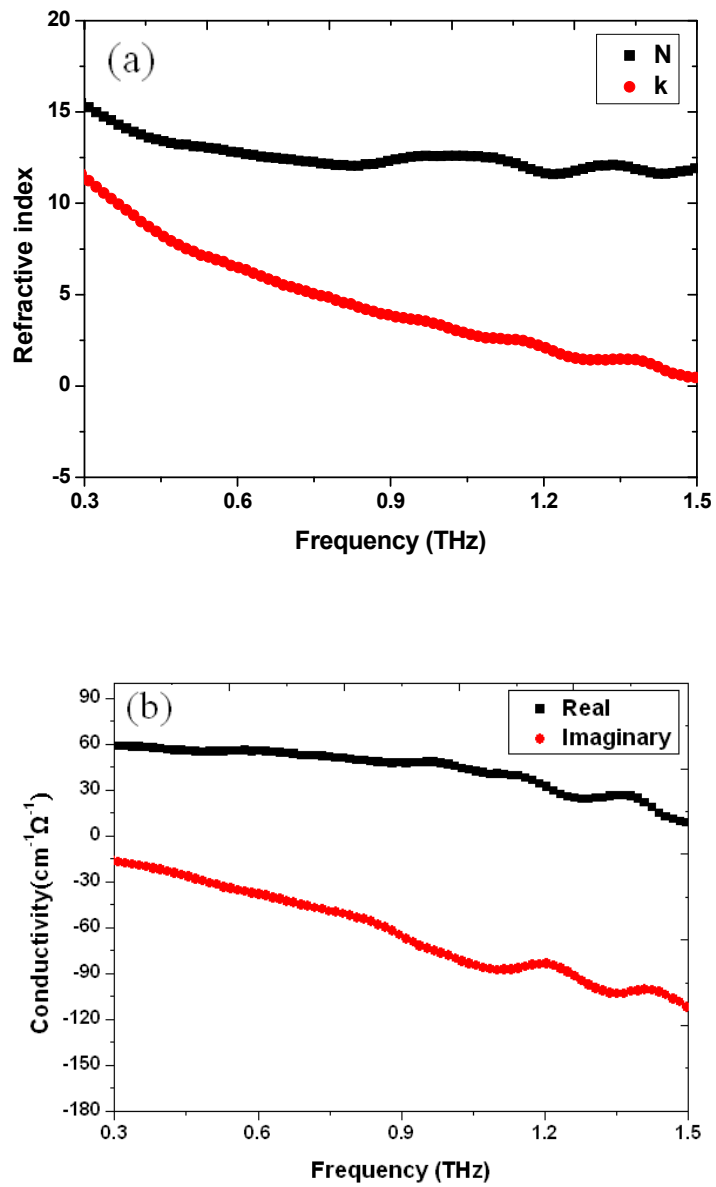 (a)
N
k
20
15
10
5
0
-5
Refractive index
0.3 0.6 0.9 1.2 1.5
Frequency (THz)
(b)
Real
Imaginary
90
60
30
0
-30
-60
-90
-120
-150
-180
Conductivity(cm⁻¹Ω⁻¹)
0.3 0.6 0.9 1.2 1.5
Frequency (THz)